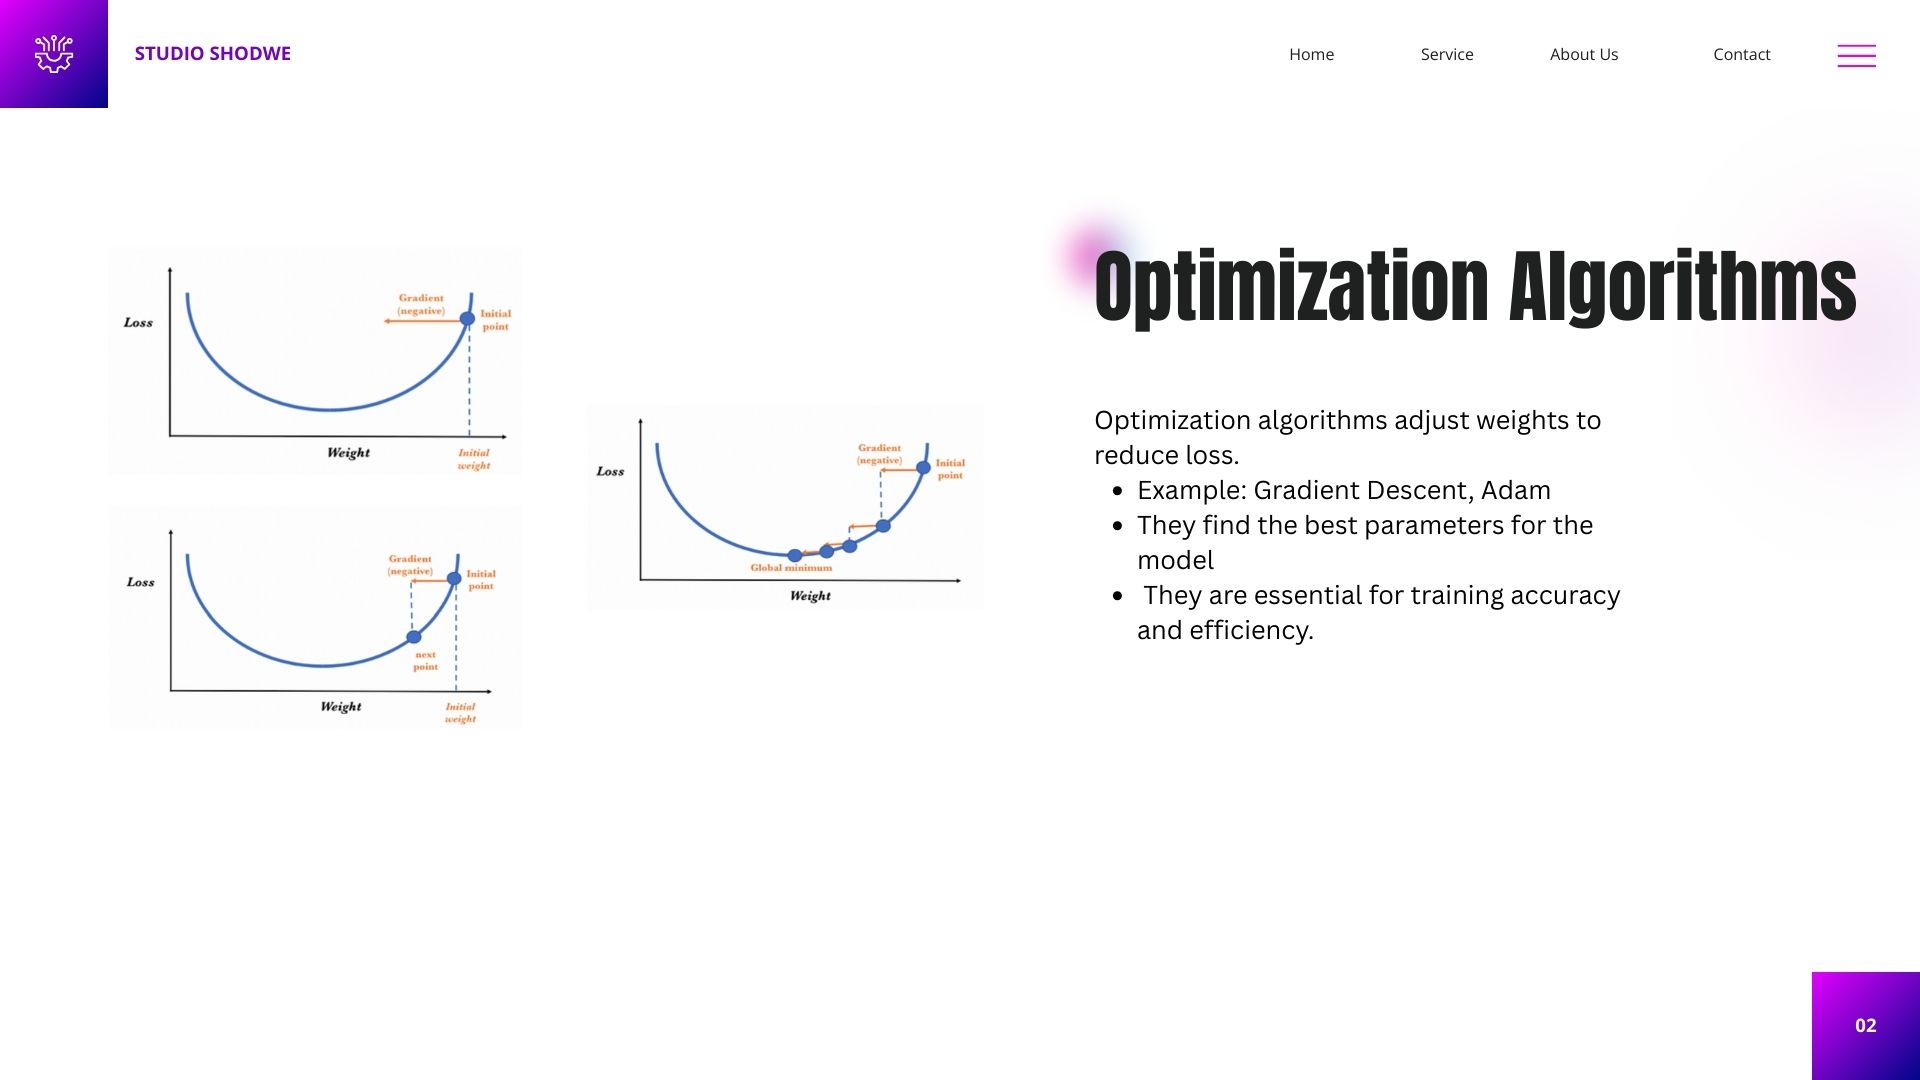 STUDIO SHODWE
Home
Service
About Us
Contact
Loss
Gradient
(negative)
Initial
point
Weight
Initial
weight
Loss
Gradient
(negative)
Initial
point
next
point
Weight
Initial
weight
Loss
Gradient
(negative)
Initial
point
Global minimum
Weight
Optimization Algorithms
Optimization algorithms adjust weights to
reduce loss.
• Example: Gradient Descent, Adam
• They find the best parameters for the
model
• They are essential for training accuracy
and efficiency.
02